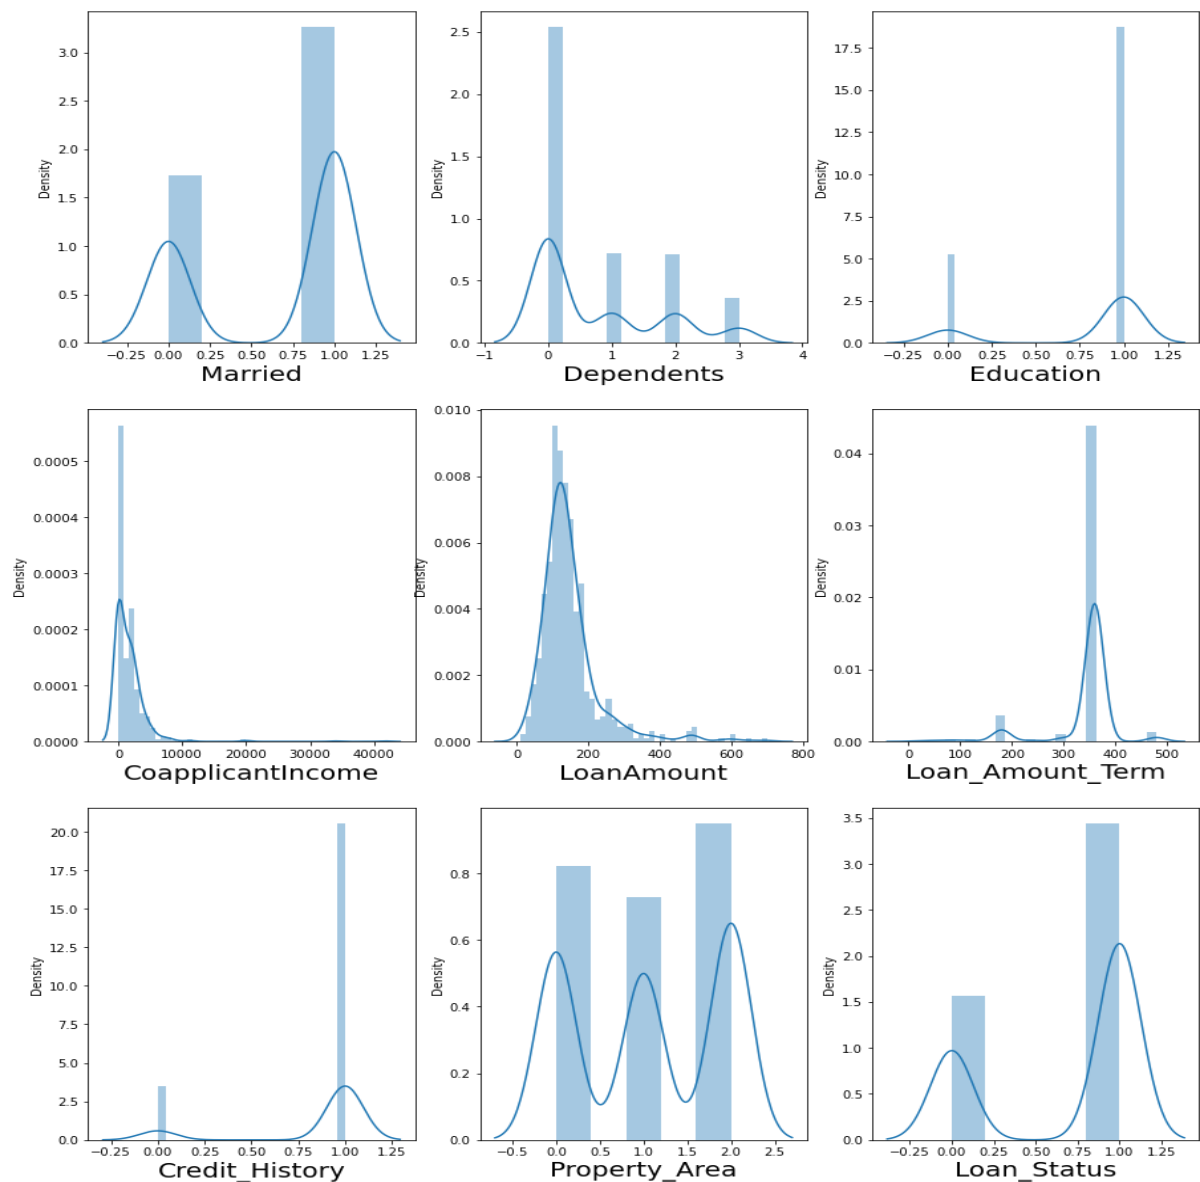 Density
3.0
2.5
2.0
1.5
1.0
0.5
0.0
−0.25 0.00 0.25 0.50 0.75 1.00 1.25
Married
Density
2.5
2.0
1.5
1.0
0.5
0.0
−1 0 1 2 3 4
Dependents
Density
17.5
15.0
12.5
10.0
7.5
5.0
2.5
0.0
−0.25 0.00 0.25 0.50 0.75 1.00 1.25
Education
Density
0.0005
0.0004
0.0003
0.0002
0.0001
0.0000
0 10000 20000 30000 40000
CoapplicantIncome
Density
0.010
0.008
0.006
0.004
0.002
0.000
0 200 400 600 800
LoanAmount
Density
0.04
0.03
0.02
0.01
0.00
0 100 200 300 400 500
Loan_Amount_Term
Density
20.0
17.5
15.0
12.5
10.0
7.5
5.0
2.5
0.0
−0.25 0.00 0.25 0.50 0.75 1.00 1.25
Credit_History
Density
0.8
0.6
0.4
0.2
0.0
−0.5 0.0 0.5 1.0 1.5 2.0 2.5
Property_Area
Density
3.5
3.0
2.5
2.0
1.5
1.0
0.5
0.0
−0.25 0.00 0.25 0.50 0.75 1.00 1.25
Loan_Status